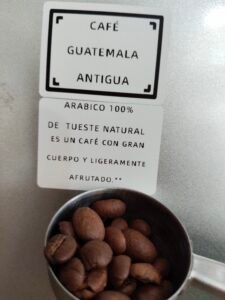 CAFÉ
GUATEMALA
ANTIGUA
ARABICO 100%
DE TUESTE NATURAL
ES UN CAFÉ CON GRAN
CUERPO Y LIGERAMENTE
AFRUTADO.**